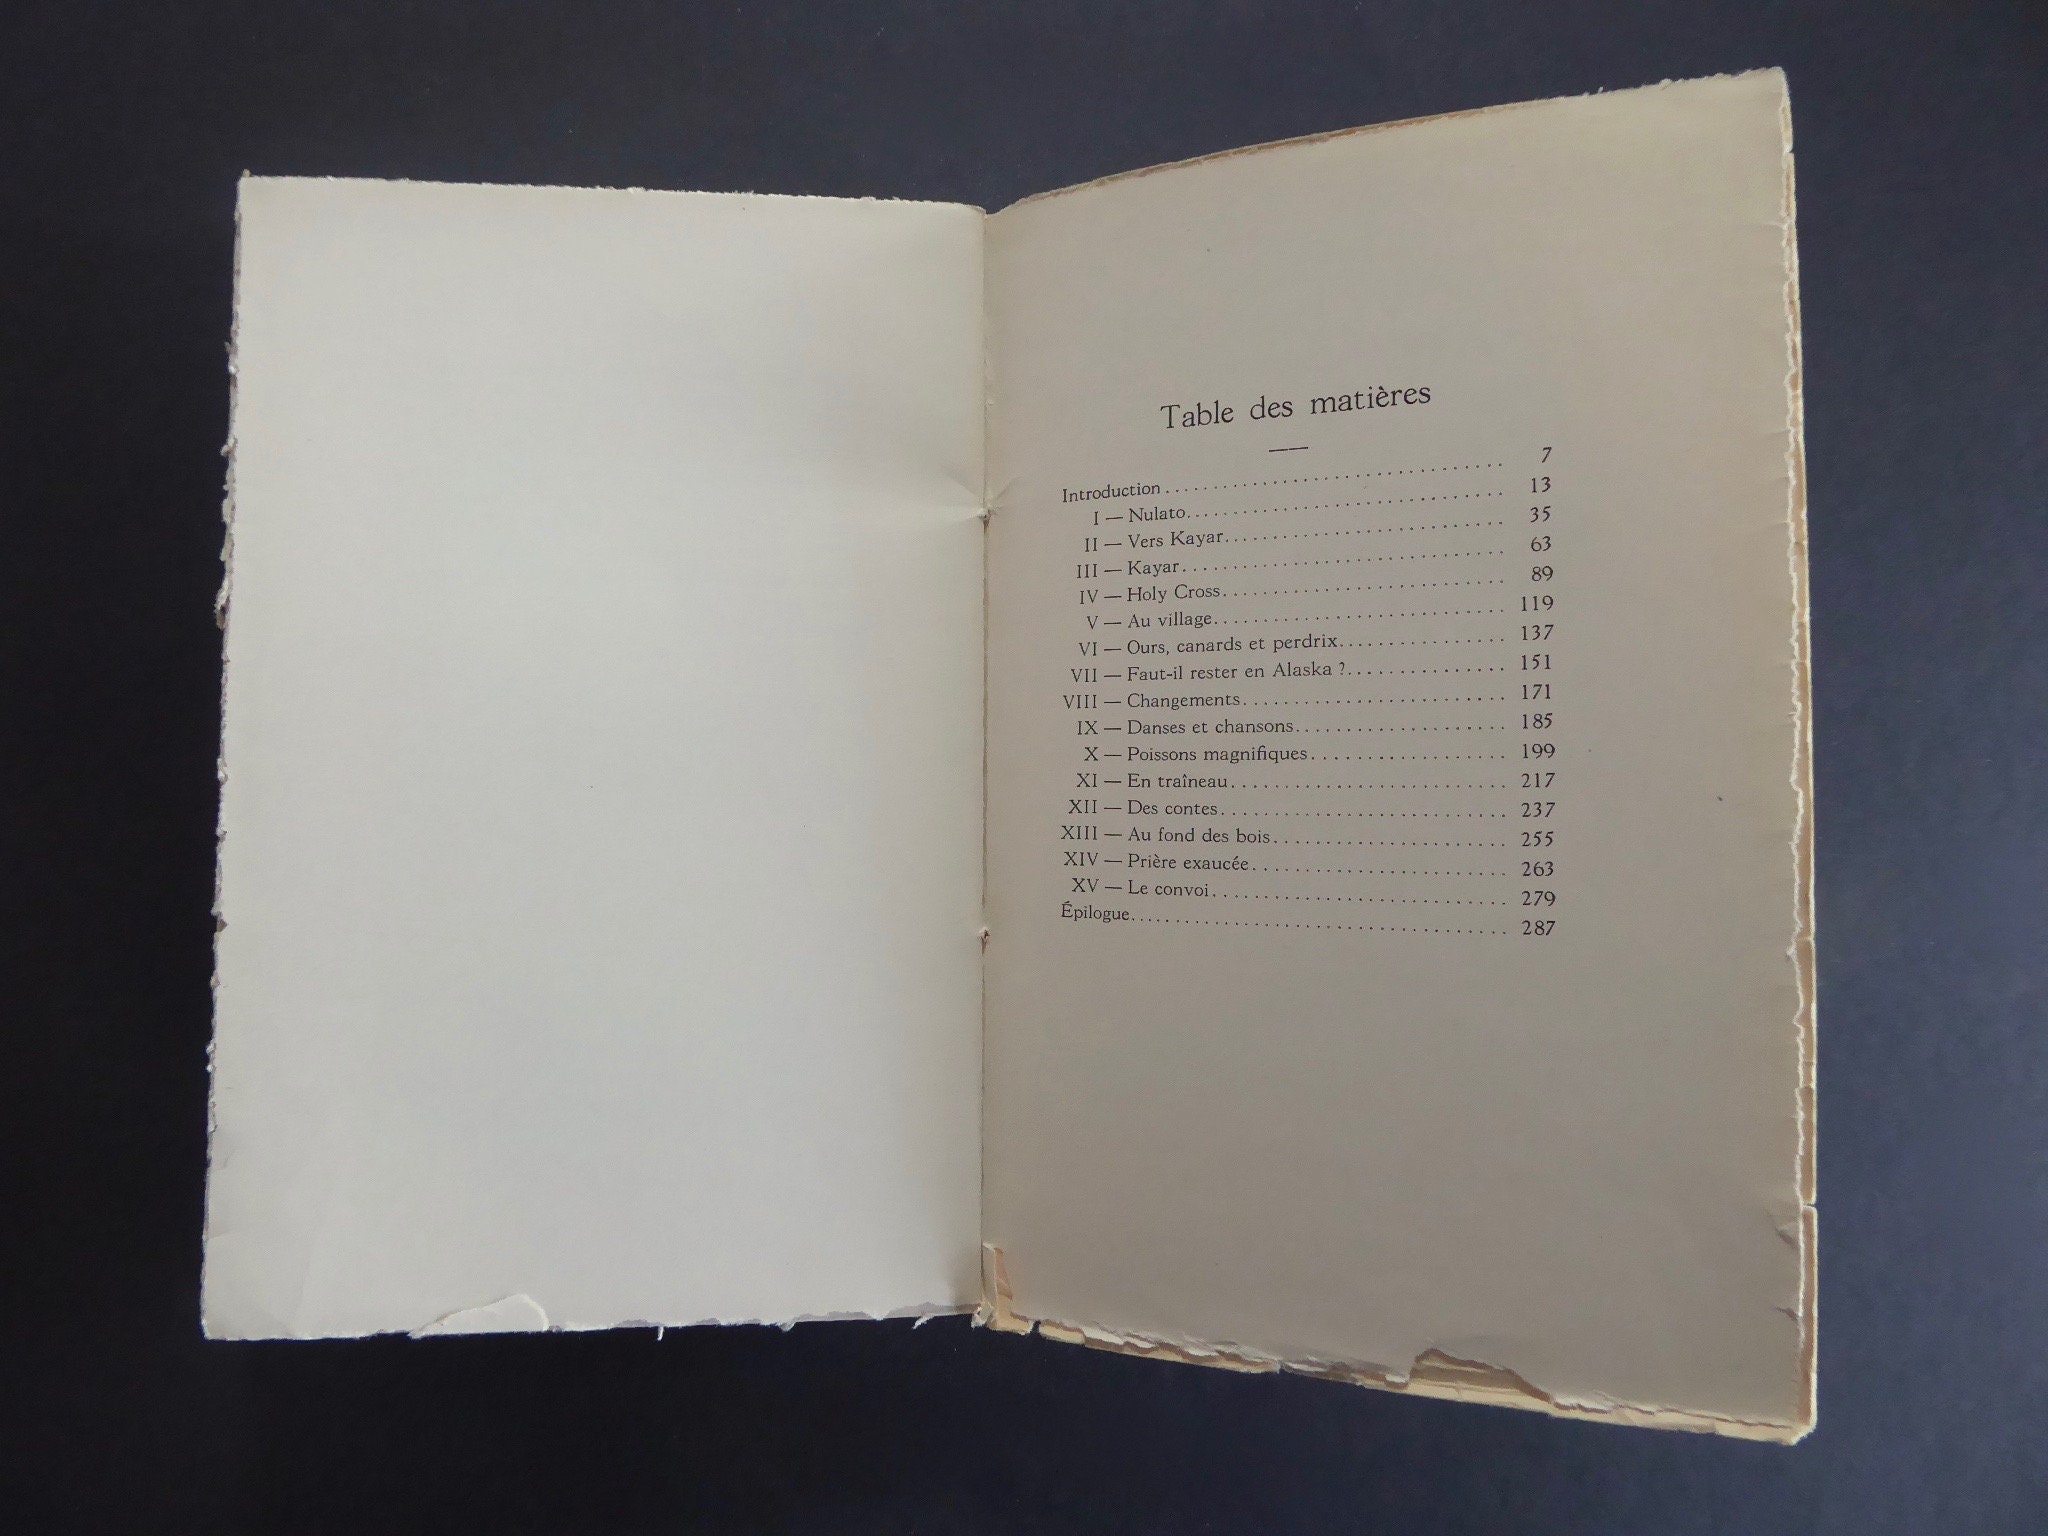 Table des matières
Introduction........................................ 7
I — Nulato........................................ 13
II — Vers Kayar........................................ 35
III — Kayar........................................ 63
IV — Holy Cross........................................ 89
V — Au village........................................ 119
VI — Ours, canards et perdrix.................... 137
VII — Faut-il rester en Alaska ?.................... 151
VIII — Changements.............................. 171
IX — Danses et chansons......................... 185
X — Poissons magnifiques....................... 199
XI — En traîneau.............................. 217
XII — Des contes.............................. 237
XIII — Au fond des bois......................... 255
XIV — Prière exaucée........................... 263
XV — Le convoi.............................. 279
Épilogue........................................ 287